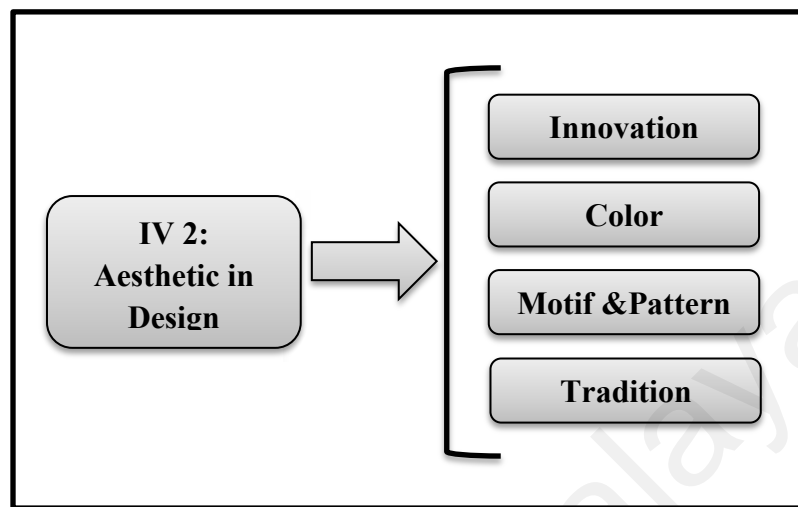 IV 2:
Aesthetic in
Design
Innovation
Color
Motif &Pattern
Tradition